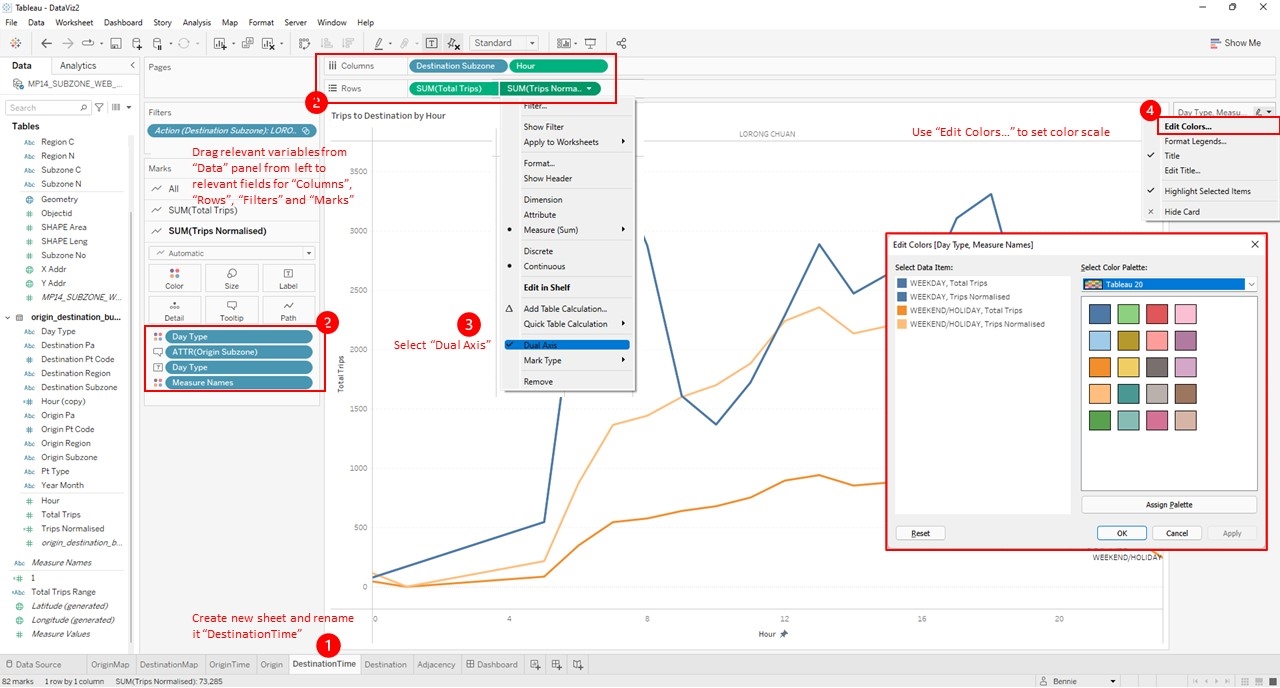 Tableau - DataViz2
File Data Worksheet Dashboard Story Analysis Map Format Server Window Help
Standard
Show Me
Data Analytics
MP14_SUBZONE_WEB_...
Search
Tables
Region C
Region N
Subzone C
Subzone N
Geometry
Objectid
SHAPE Area
SHAPE Leng
Subzone No
X Addr
Y Addr
MP14_SUBZONE_W...
origin_destination_bu...
Day Type
Destination Pa
Destination Pt Code
Destination Region
Destination Subzone
Hour (copy)
Origin Pa
Origin Pt Code
Origin Region
Origin Subzone
Pt Type
Year Month
Hour
Total Trips
Trips Normalised
origin_destination_b...
Measure Names
1
Total Trips Range
Latitude (generated)
Longitude (generated)
Measure Values
Pages
Filters
Action (Destination Subzone): LORO...
Drag relevant variables from
“Data” panel from left to
relevant fields for “Columns”,
“Rows”, “Filters” and “Marks”
Marks
All
SUM(Total Trips)
SUM(Trips Normalised)
Automatic
Color Size Label
Detail Tooltip Path
2
Day Type
ATTR(Origin Subzone)
Day Type
Measure Names
Create new sheet and rename
it “DestinationTime”
1
Columns Destination Subzone Hour
Rows SUM(Total Trips) SUM(Trips Norma..
2
Trips to Destination by Hour
LORONG CHUAN
Filter...
Show Filter
Apply to Worksheets
Format...
Show Header
Dimension
Attribute
Measure (Sum)
Discrete
Continuous
Edit in Shelf
Add Table Calculation...
Quick Table Calculation
Dual Axis
Mark Type
Remove
3
Select “Dual Axis”
Total Trips
3500
3000
2000
1500
1000
500
0
0 4 8 12 16 20
Hour
WEEKEND/HOLIDAY
Use “Edit Colors...” to set color scale
4
Day Type, Measu...
Edit Colors...
Format Legends...
Title
Edit Title...
Highlight Selected Items
Hide Card
Edit Colors [Day Type, Measure Names]
Select Data Item:
WEEKDAY, Total Trips
WEEKDAY, Trips Normalised
WEEKEND/HOLIDAY, Total Trips
WEEKEND/HOLIDAY, Trips Normalised
Select Color Palette:
Tableau 20
Assign Palette
Reset OK Cancel Apply
Data Source OriginMap DestinationMap OriginTime Origin DestinationTime Destination Adjacency Dashboard
82 marks 1 row by 1 column SUM(Trips Normalised): 73.285
Bennie